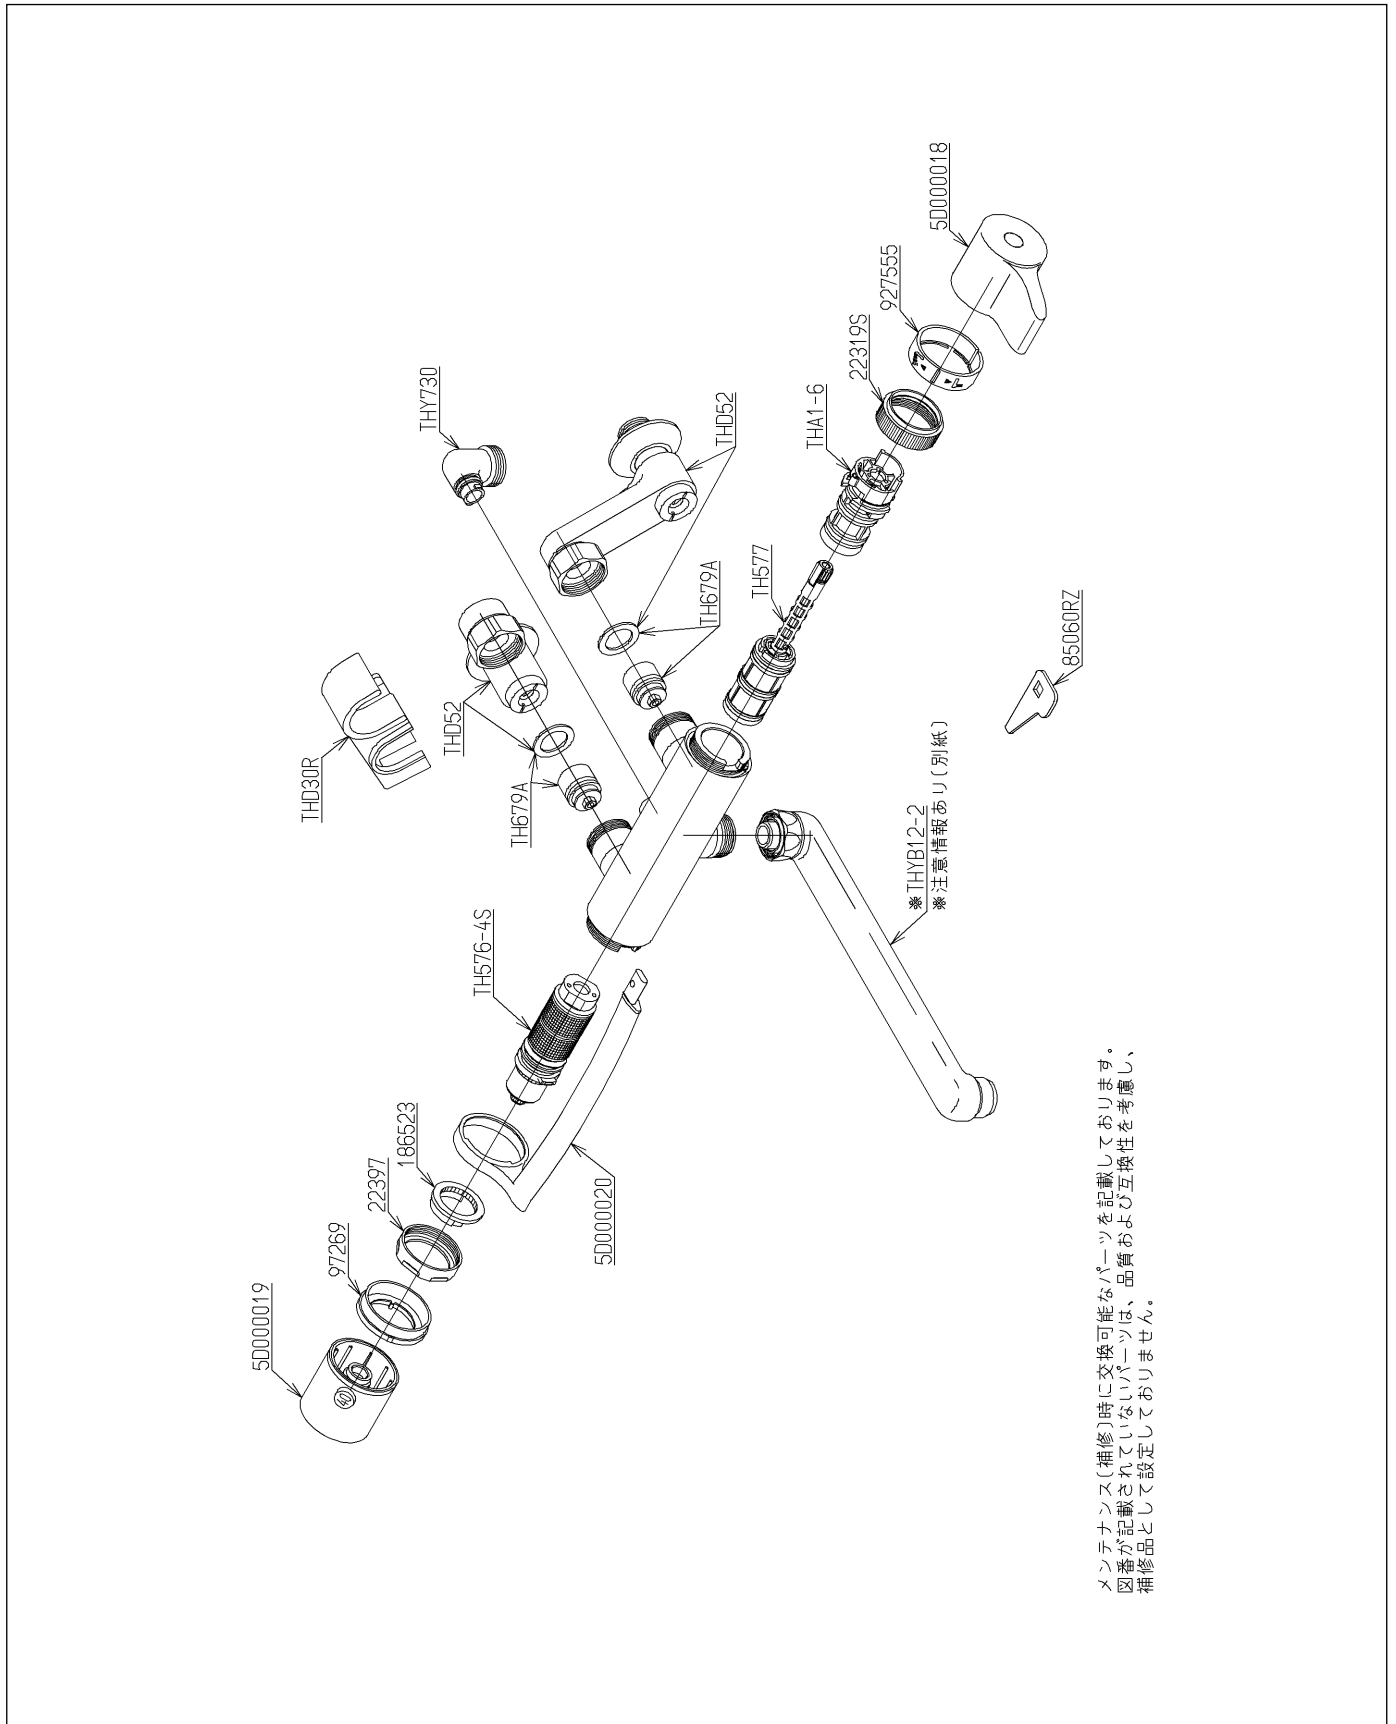 5D000019
97269
22397
186523
TH576-4S
5D000020
THD30R
THD52
TH679A
THY730
THD52
TH679A
TH577
THA1-6
22319S
927555
5D000018
85060RZ
※THYB12-2
※注意情報あり(別紙)
40
メンテナンス(補修)時に交換可能なパーツを記載しております。
図番が記載されていないパーツは、品質および互換性を考慮し、
補修品として設定しておりません。